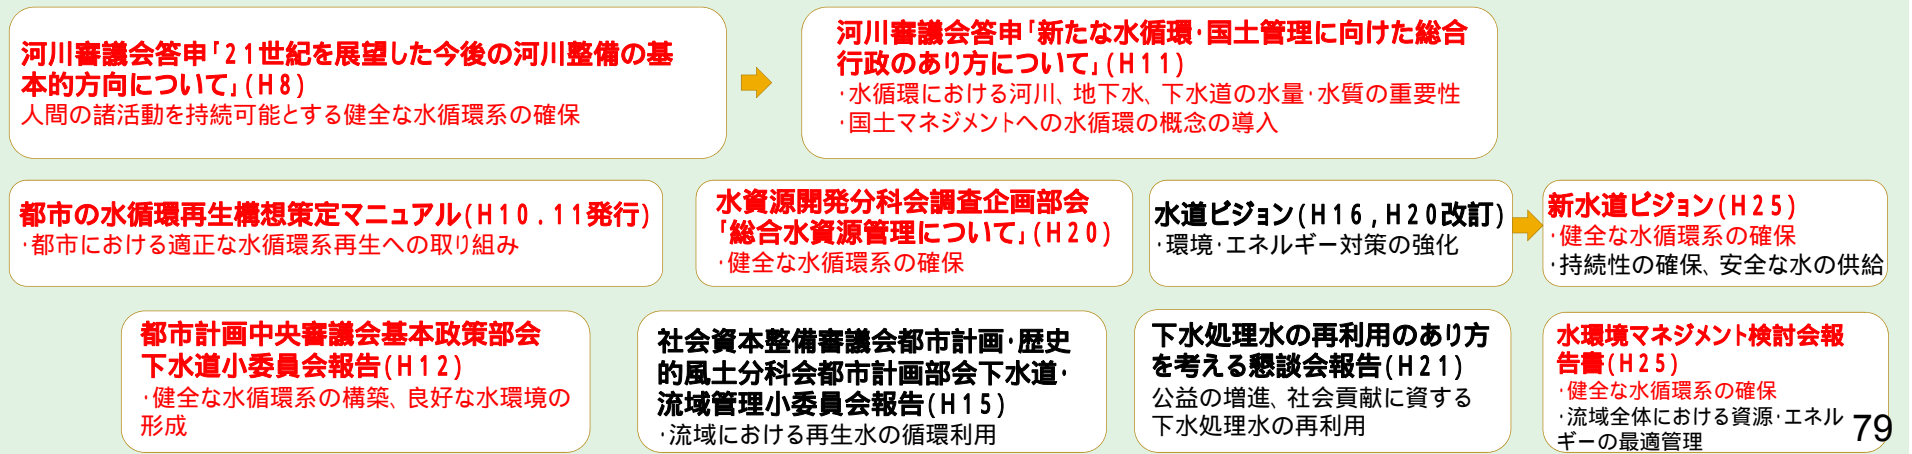 河川審議会答申「21世紀を展望した今後の河川整備の基
本的方向について」(H8)
人間の諸活動を持続可能とする健全な水循環系の確保
河川審議会答申「新たな水循環・国土管理に向けた総合
行政のあり方について」(H11)
・水循環における河川、地下水、下水道の水量・水質の重要性
・国土マネジメントへの水循環の概念の導入
都市の水循環再生構想策定マニュアル(H10.11発行)
・都市における適正な水循環系再生への取り組み
水資源開発分科会調査企画部会
「総合水資源管理について」(H20)
・健全な水循環系の確保
水道ビジョン(H16,H20改訂)
・環境・エネルギー対策の強化
新水道ビジョン(H25)
・健全な水循環系の確保
・持続性の確保、安全な水の供給
都市計画中央審議会基本政策部会
下水道小委員会報告(H12)
・健全な水循環系の構築、良好な水環境の
形成
社会資本整備審議会都市計画・歴史
的風土分科会都市計画部会下水道・
流域管理小委員会報告(H15)
・流域における再生水の循環利用
下水処理水の再利用のあり方
を考える懇談会報告(H21)
公益の増進、社会貢献に資する
下水処理水の再利用
水環境マネジメント検討会報
告書(H25)
・健全な水循環系の確保
・流域全体における資源・エネル
ギーの最適管理
79